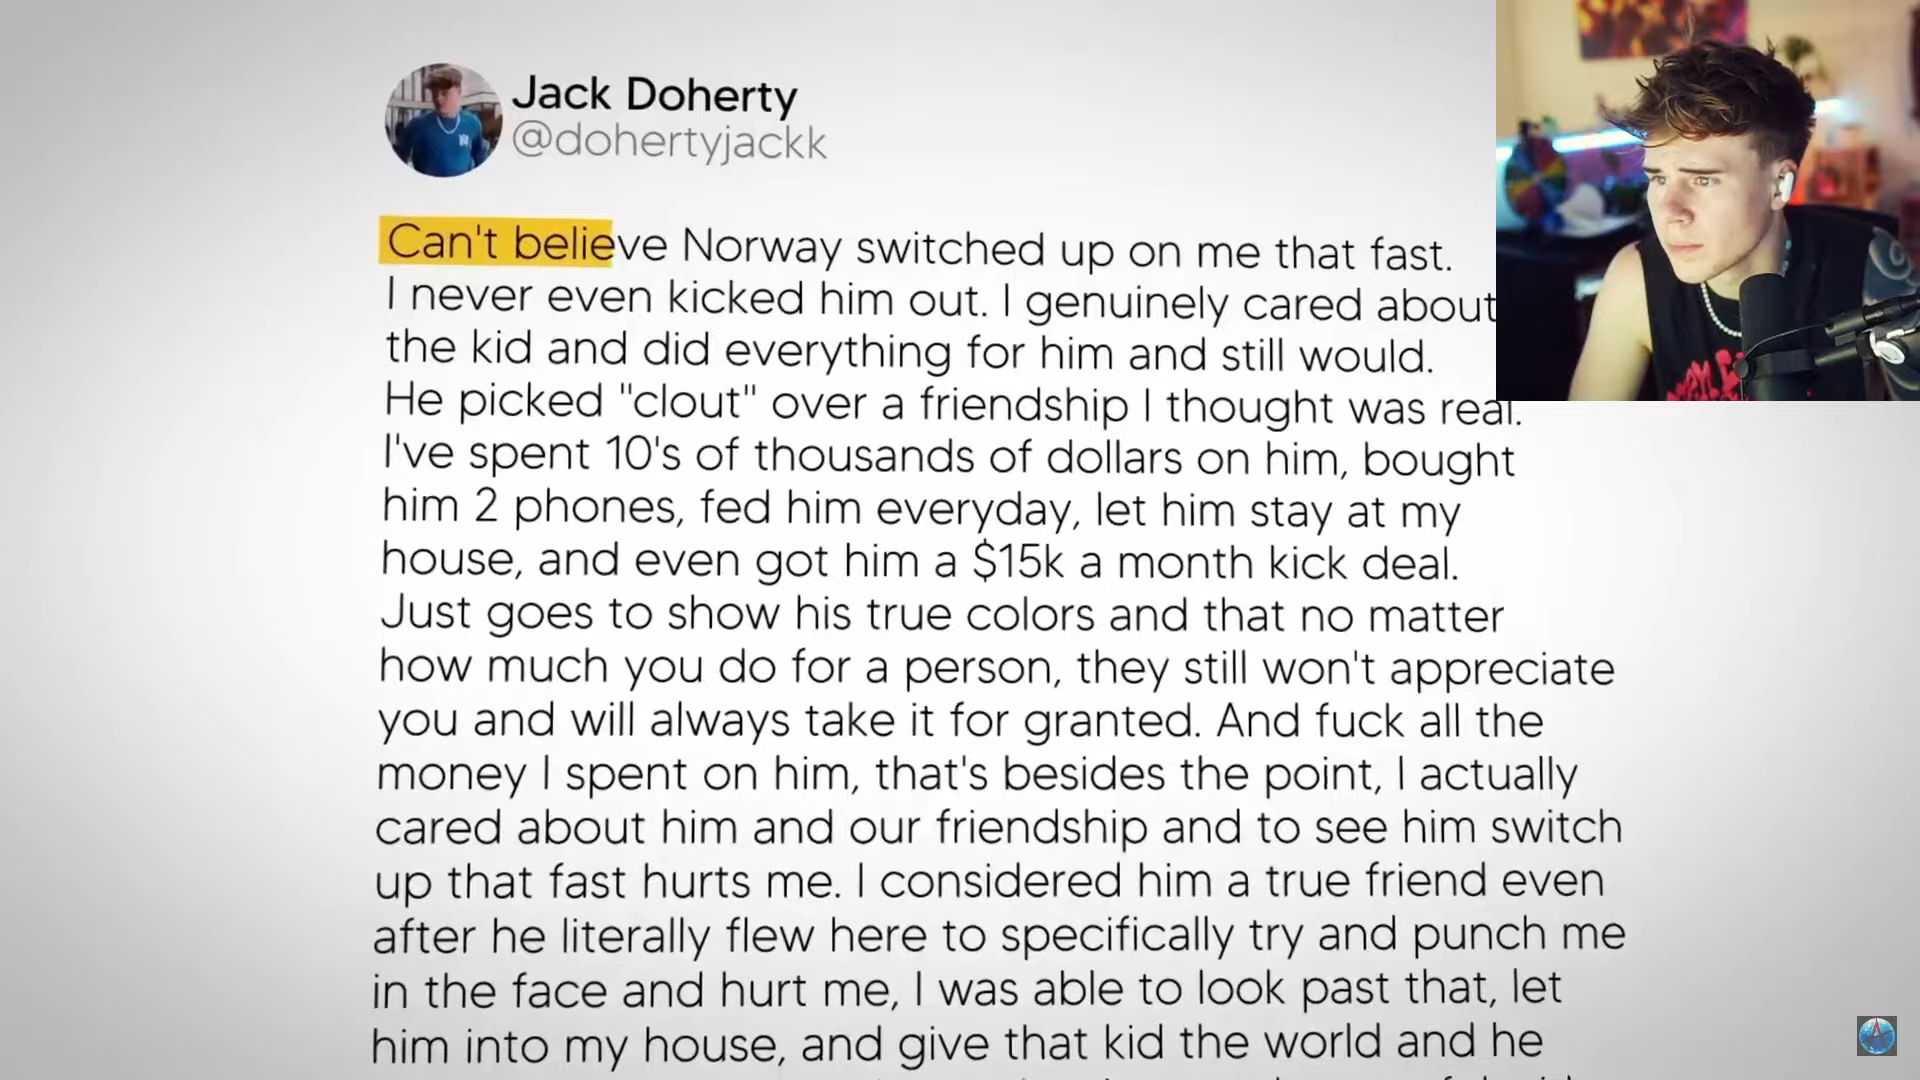 Jack Doherty
@dohertyjackk
Can't believe Norway switched up on me that fast.
I never even kicked him out. I genuinely cared about
the kid and did everything for him and still would.
He picked "clout" over a friendship I thought was real.
I've spent 10's of thousands of dollars on him, bought
him 2 phones, fed him everyday, let him stay at my
house, and even got him a $15k a month kick deal.
Just goes to show his true colors and that no matter
how much you do for a person, they still won't appreciate
you and will always take it for granted. And fuck all the
money I spent on him, that's besides the point, I actually
cared about him and our friendship and to see him switch
up that fast hurts me. I considered him a true friend even
after he literally flew here to specifically try and punch me
in the face and hurt me, I was able to look past that, let
him into my house, and give that kid the world and he